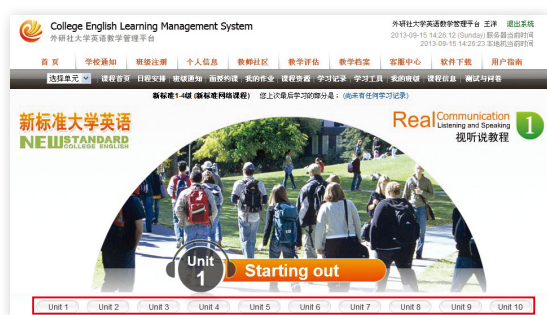 College English Learning Management System
外研社大学英语教学管理平台
外研社大学英语教学管理平台 王洋 退出系统
2013-09-15 14:26:12 (Sunday) 服务器当前时间
2013-09-15 14:26:23 本地机当前时间
首 页 学校通知 班级注册 个人信息 教师社区 教学评估 教学档案 客服中心 软件下载 用户指南
选择单元 课程首页 日程安排 班级通知 面授约课 我的作业 课程资源 学习记录 学习工具 我的班级 课程信息 测试与问卷
新标准1-4级 (新标准网络课程) 您上次最后学习的部分是:(尚未有任何学习记录)
新标准大学英语
NEW STANDARD
COLLEGE ENGLISH
Real Communication
Listening and Speaking
视听说教程
1
Unit
1
Starting out
Unit 1 Unit 2 Unit 3 Unit 4 Unit 5 Unit 6 Unit 7 Unit 8 Unit 9 Unit 10